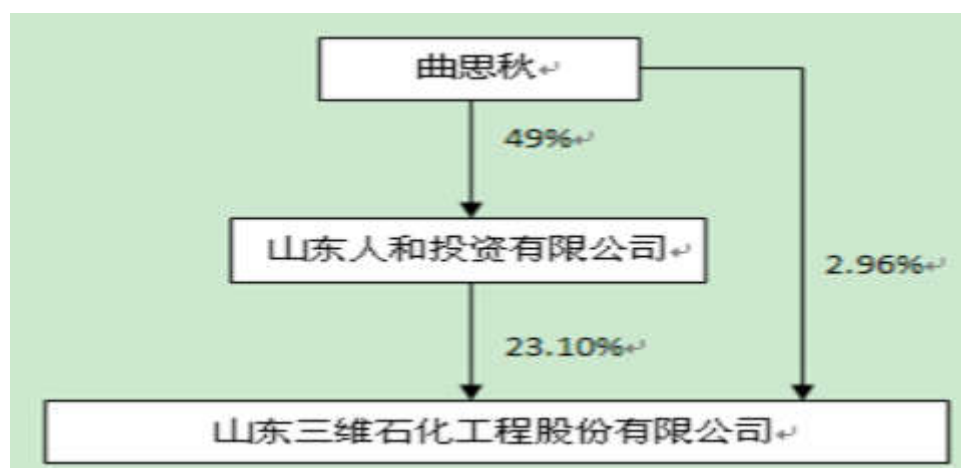 曲思秋
49%
山东人和投资有限公司
2.96%
23.10%
山东三维石化工程股份有限公司